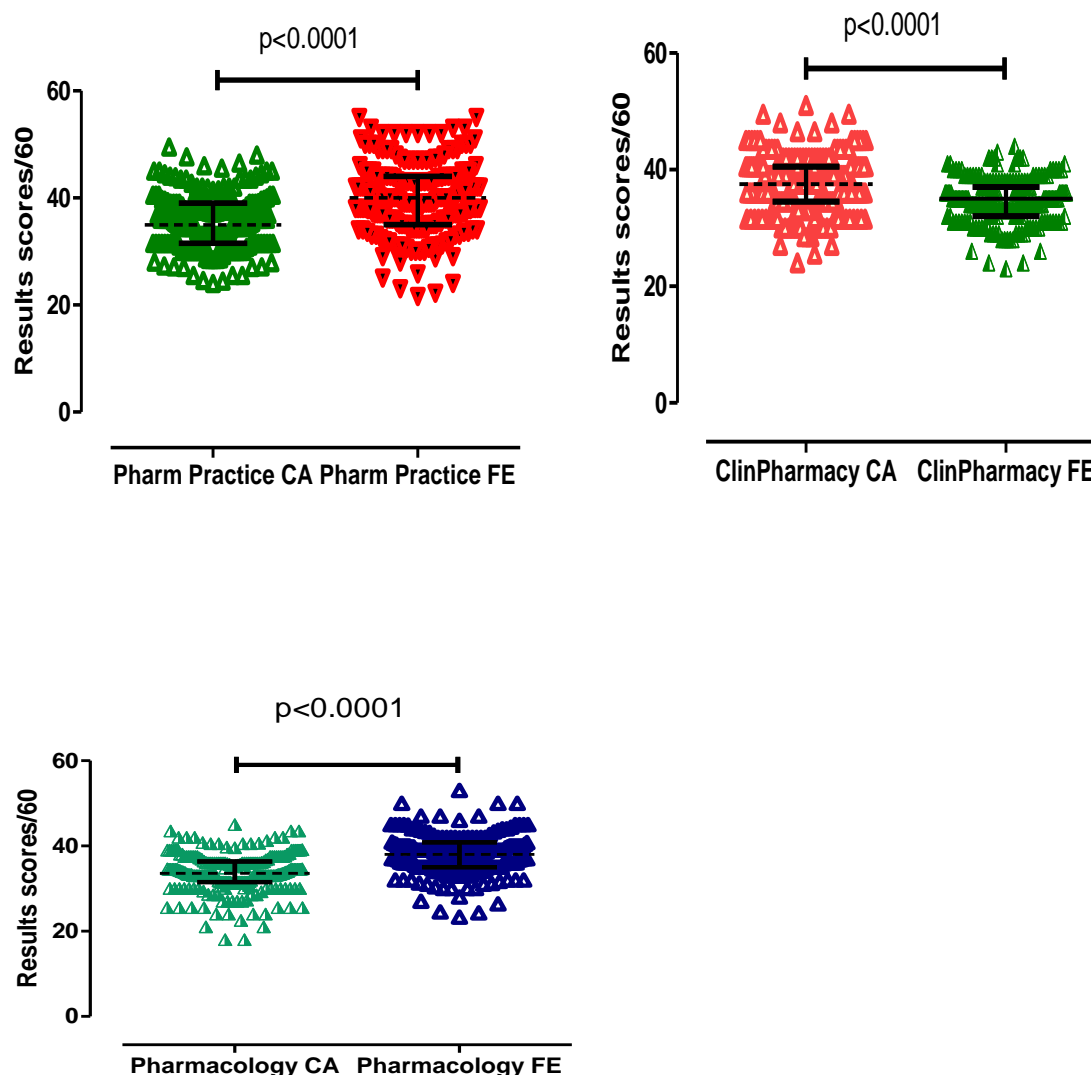 p<0.0001
60
40
20
0
Results scores/60
Pharm Practice CA Pharm Practice FE
p<0.0001
60
40
20
0
Results scores/60
ClinPharmacy CA ClinPharmacy FE
p<0.0001
60
40
20
0
Results scores/60
Pharmacology CA Pharmacology FE